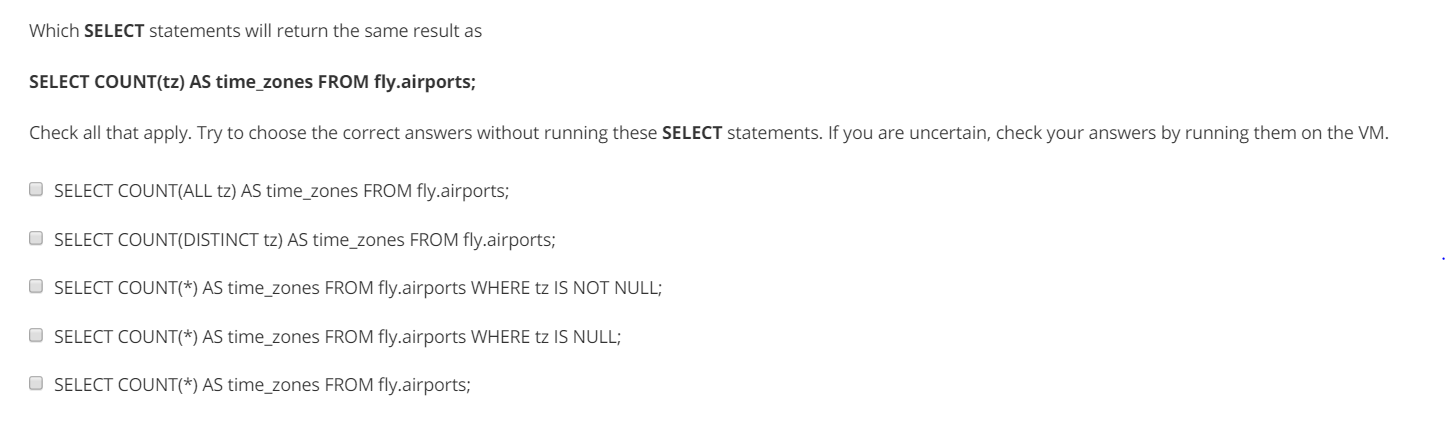 Which SELECT statements will return the same result as
SELECT COUNT(tz) AS time_zones FROM fly.airports;
Check all that apply. Try to choose the correct answers without running these SELECT statements. If you are uncertain, check your answers by running them on the VM.
SELECT COUNT(ALL tz) AS time_zones FROM fly.airports;
SELECT COUNT(DISTINCT tz) AS time_zones FROM fly.airports;
SELECT COUNT(*) AS time_zones FROM fly.airports WHERE tz IS NOT NULL;
SELECT COUNT(*) AS time_zones FROM fly.airports WHERE tz IS NULL;
SELECT COUNT(*) AS time_zones FROM fly.airports;